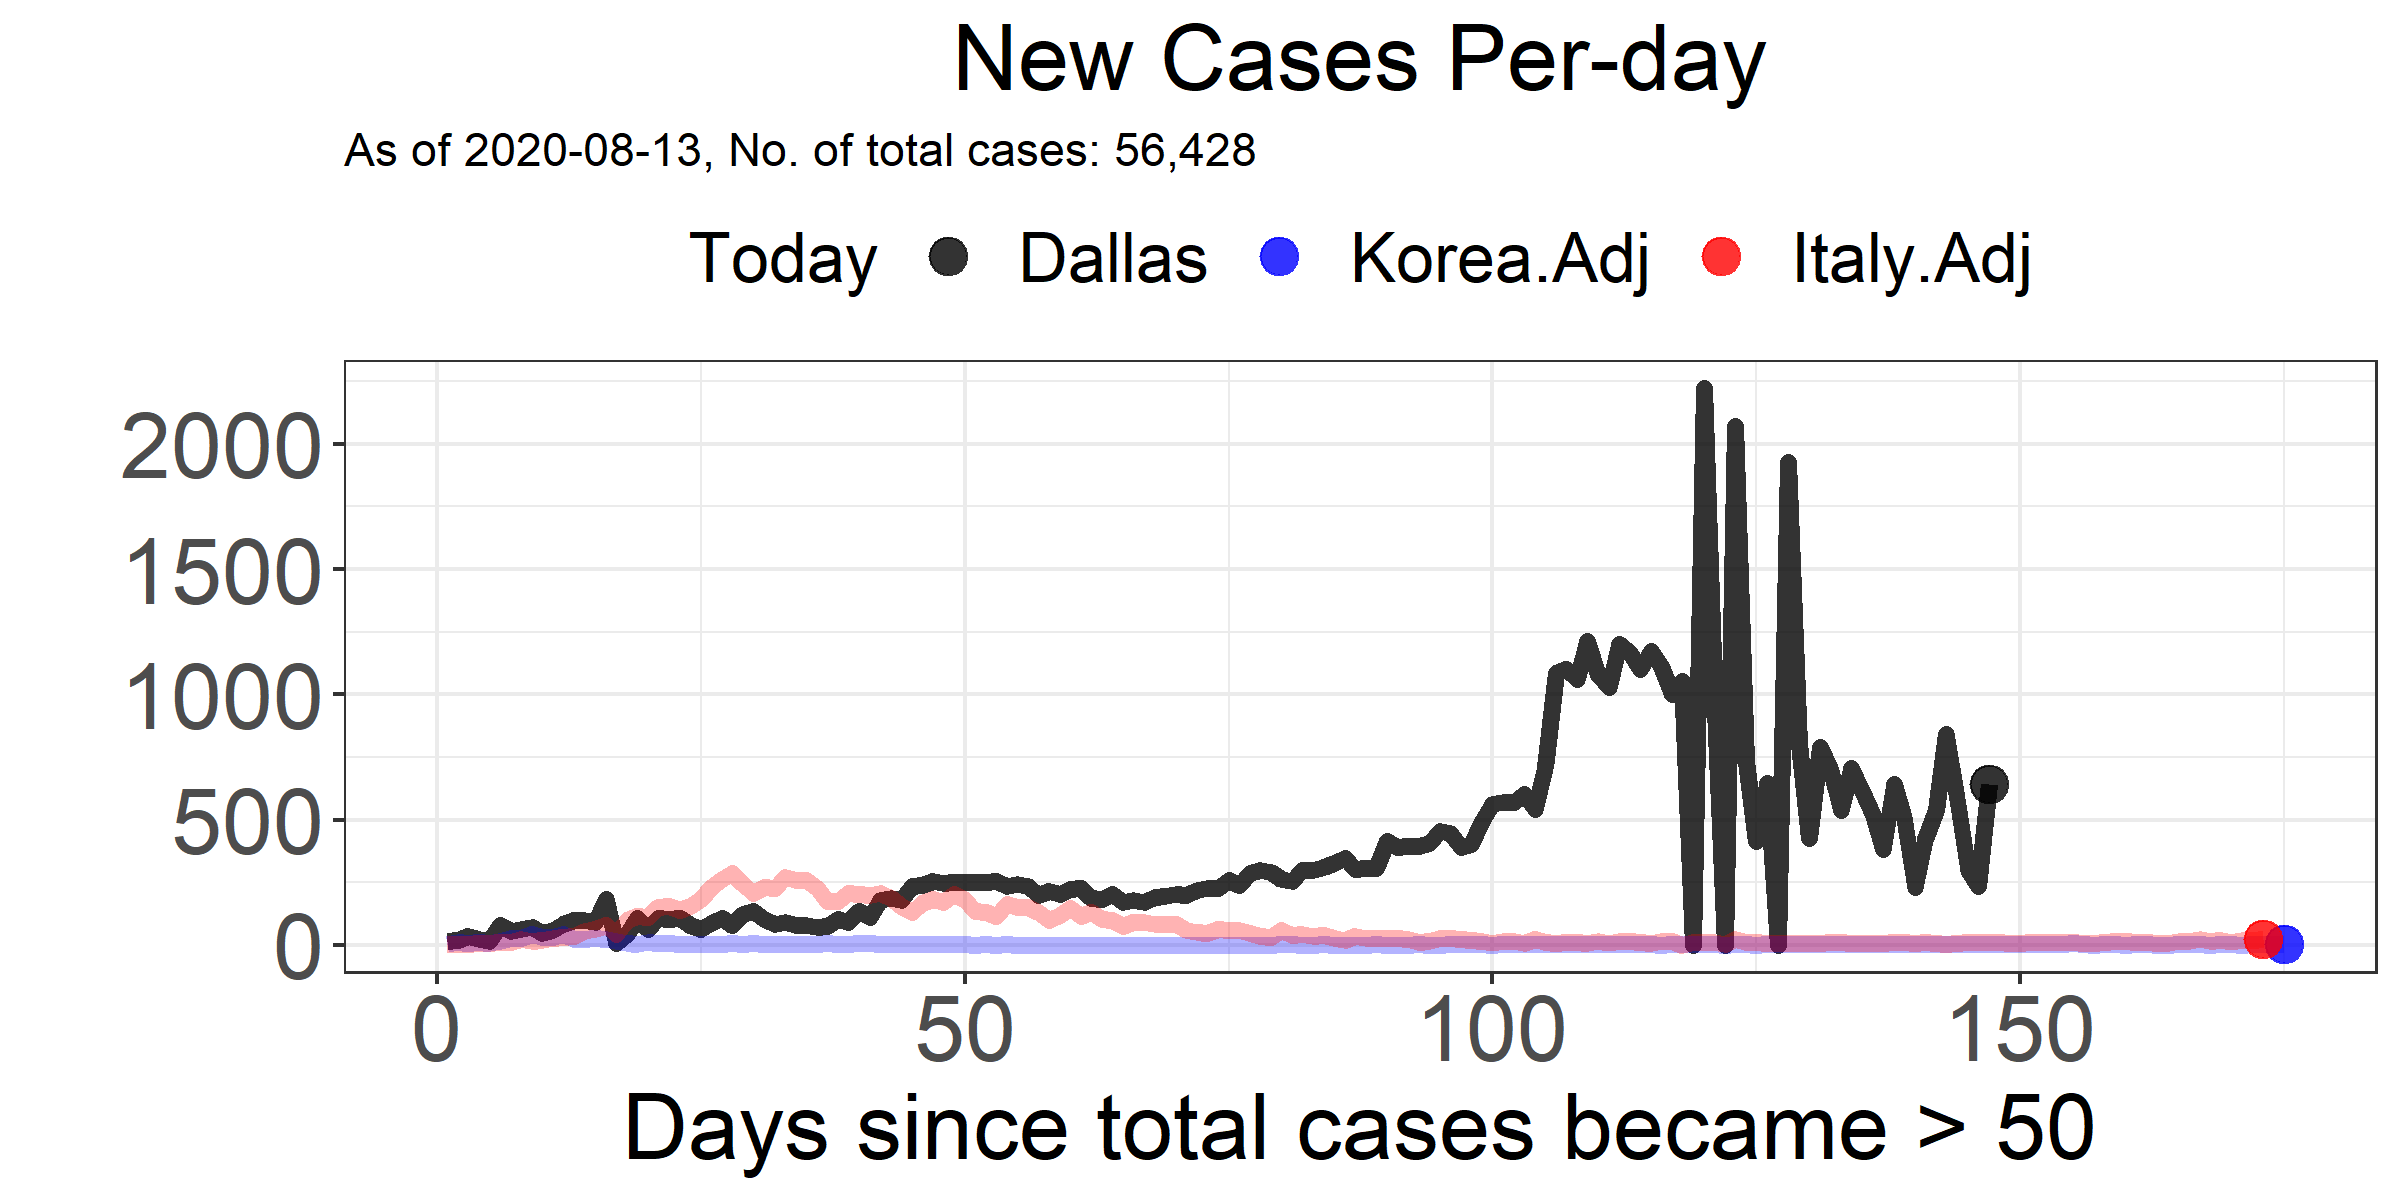 New Cases Per-day
As of 2020-08-13, No. of total cases: 56,428
Today Dallas Korea.Adj Italy.Adj
2000
1500
1000
500
0
0 50 100 150
Days since total cases became > 50